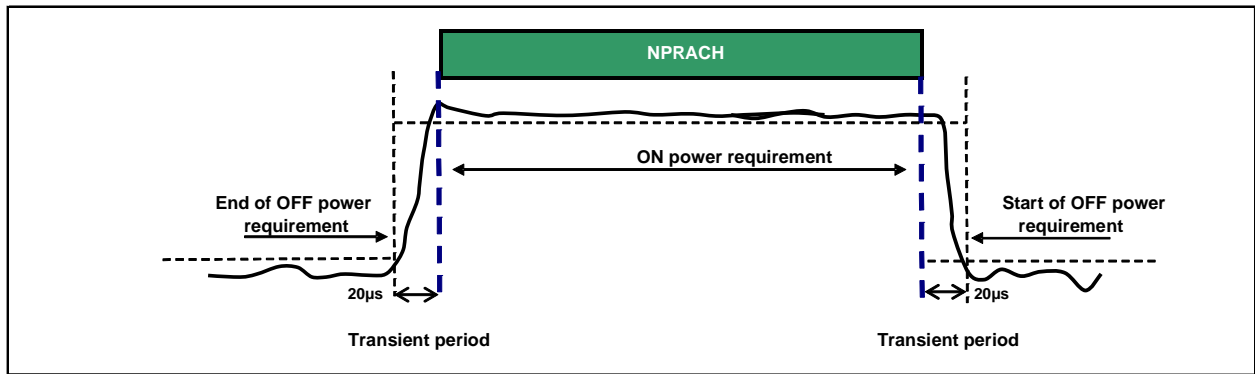 NPRACH
ON power requirement
End of OFF power
requirement
Start of OFF power
requirement
20µs
20µs
Transient period
Transient period